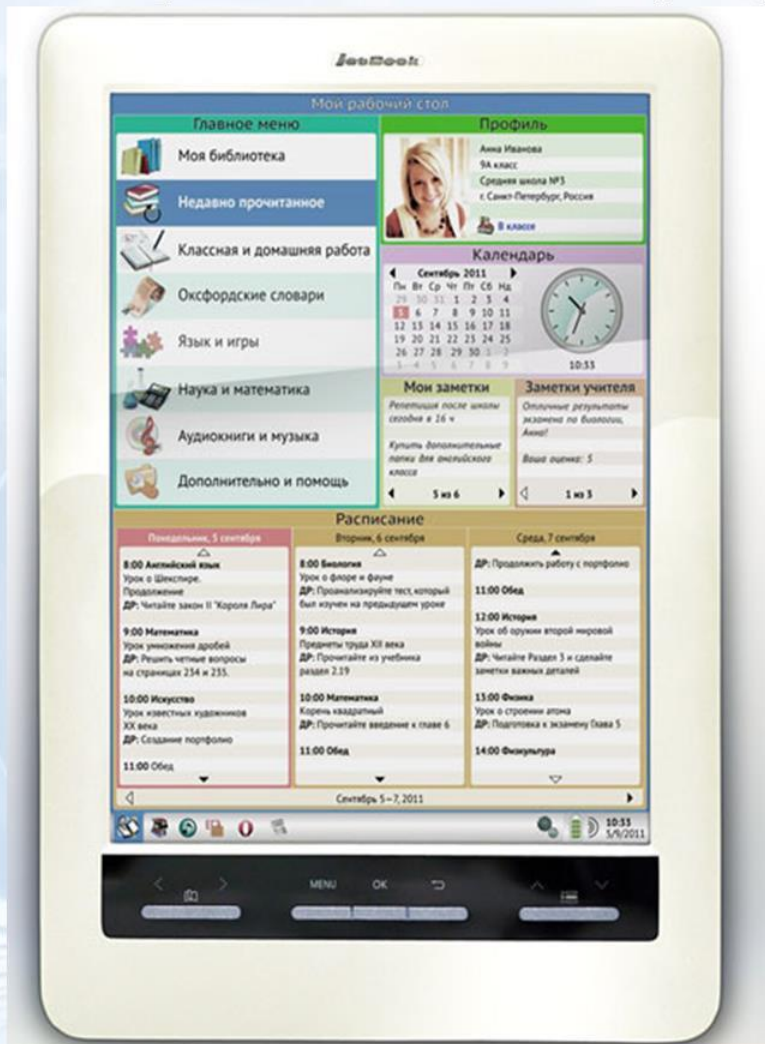 jetBook
Мой рабочий стол
Главное меню
Моя библиотека
Недавно прочитанное
Классная и домашняя работа
Оксфордские словари
Язык и игры
Наука и математика
Аудиокниги и музыка
Дополнительно и помощь
Профиль
Анна Иванова
9А класс
Средняя школа №3
г. Санкт-Петербург, Россия
В классе
Календарь
Сентябрь 2011
Пн Вт Ср Чт Пт Сб Нд
29 30 31 1 2 3 4
5 6 7 8 9 10 11
12 13 14 15 16 17 18
19 20 21 22 23 24 25
26 27 28 29 30 1 2
3 4 5 6 7 8 9
10:33
Мои заметки
Репетиция после школы
сегодня в 16 ч
Купить дополнительные
папки для английского
класса
5 из 6
Заметки учителя
Отличные результаты
экзамена по биологии,
Анна!
Ваша оценка: 5
1 из 3
Расписание
Понедельник, 5 сентября
8:00 Английский язык
Урок о Шекспире.
Продолжение
ДР: Читайте закон II "Короля Лира"
9:00 Математика
Урок умножения дробей
ДР: Решить четные вопросы
на страницах 234 и 235.
10:00 Искусство
Урок известных художников
XX века
ДР: Создание портфолио
11:00 Обед
Вторник, 6 сентября
8:00 Биология
Урок о флоре и фауне
ДР: Проанализируйте тест, который
был изучен на предыдущем уроке
9:00 История
Предметы труда XII века
ДР: Прочитайте из учебника
раздел 2.19
10:00 Математика
Корень квадратный
ДР: Прочитайте введение к главе 6
11:00 Обед
Среда, 7 сентября
ДР: Продолжить работу с портфолио
11:00 Обед
12:00 История
Урок об оружии второй мировой
войны
ДР: Читайте Раздел 3 и сделайте
заметки важных деталей
13:00 Физика
Урок о строении атома
ДР: Подготовка к экзамену Глава 5
14:00 Физкультура
Сентябрь 5—7, 2011
10:33
5/9/2011
MENU
OK